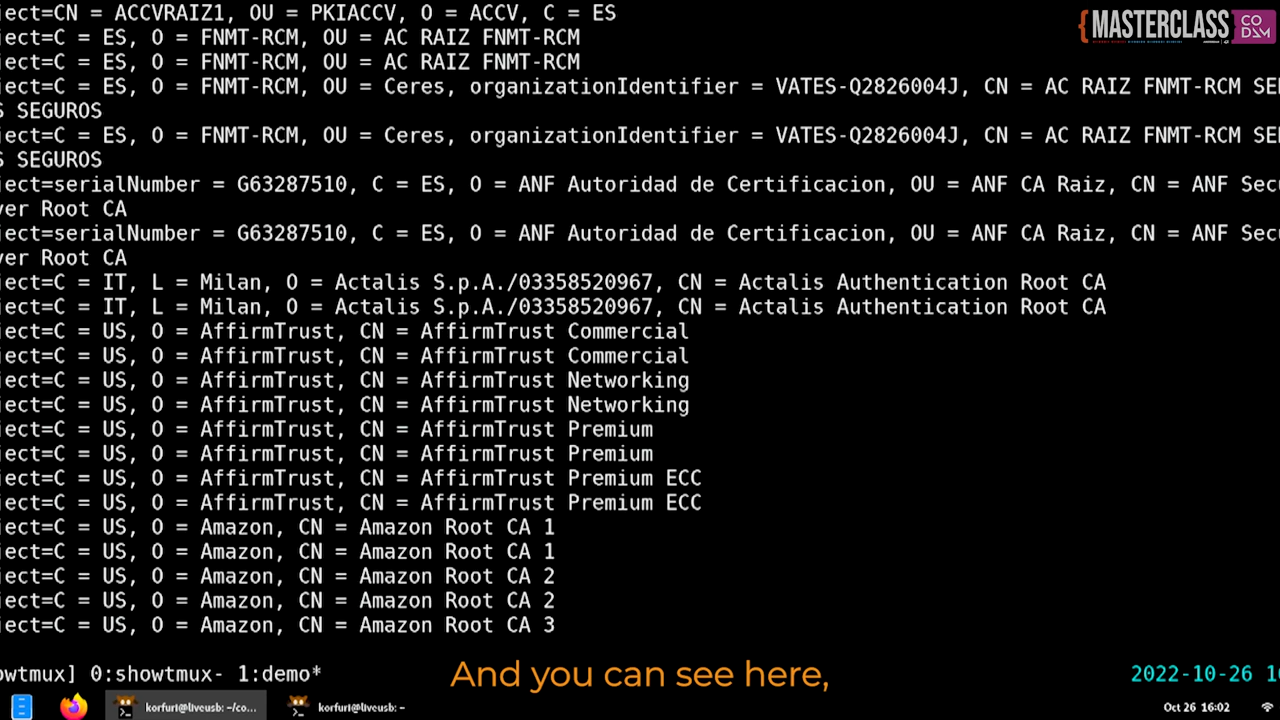 ject=CN = ACCVRAIZ1, OU = PKIACCV, O = ACCV, C = ES
{MASTERCLASS
CO
DSM
ject=C = ES, O = FNMT-RCM, OU = AC RAIZ FNMT-RCM
ject=C = ES, O = FNMT-RCM, OU = AC RAIZ FNMT-RCM
ject=C = ES, O = FNMT-RCM, OU = Ceres, organizationIdentifier = VATES-Q2826004J, CN = AC RAIZ FNMT-RCM SE
S SEGUROS
ject=C = ES, O = FNMT-RCM, OU = Ceres, organizationIdentifier = VATES-Q2826004J, CN = AC RAIZ FNMT-RCM SE
S SEGUROS
ject=serialNumber = G63287510, C = ES, O = ANF Autoridad de Certificacion, OU = ANF CA Raiz, CN = ANF Sec
ver Root CA
ject=serialNumber = G63287510, C = ES, O = ANF Autoridad de Certificacion, OU = ANF CA Raiz, CN = ANF Sec
ver Root CA
ject=C = IT, L = Milan, O = Actalis S.p.A./03358520967, CN = Actalis Authentication Root CA
ject=C = IT, L = Milan, O = Actalis S.p.A./03358520967, CN = Actalis Authentication Root CA
ject=C = US, O = AffirmTrust, CN = AffirmTrust Commercial
ject=C = US, O = AffirmTrust, CN = AffirmTrust Commercial
ject=C = US, O = AffirmTrust, CN = AffirmTrust Networking
ject=C = US, O = AffirmTrust, CN = AffirmTrust Networking
ject=C = US, O = AffirmTrust, CN = AffirmTrust Premium
ject=C = US, O = AffirmTrust, CN = AffirmTrust Premium
ject=C = US, O = AffirmTrust, CN = AffirmTrust Premium ECC
ject=C = US, O = AffirmTrust, CN = AffirmTrust Premium ECC
ject=C = US, O = Amazon, CN = Amazon Root CA 1
ject=C = US, O = Amazon, CN = Amazon Root CA 1
ject=C = US, O = Amazon, CN = Amazon Root CA 2
ject=C = US, O = Amazon, CN = Amazon Root CA 2
ject=C = US, O = Amazon, CN = Amazon Root CA 3
owtmux] 0:showtmux- 1:demo*
And you can see here,
2022-10-26 1
korfuri@liveusb: ~/co...
korfuri@liveusb: ~
Oct 26 16:02